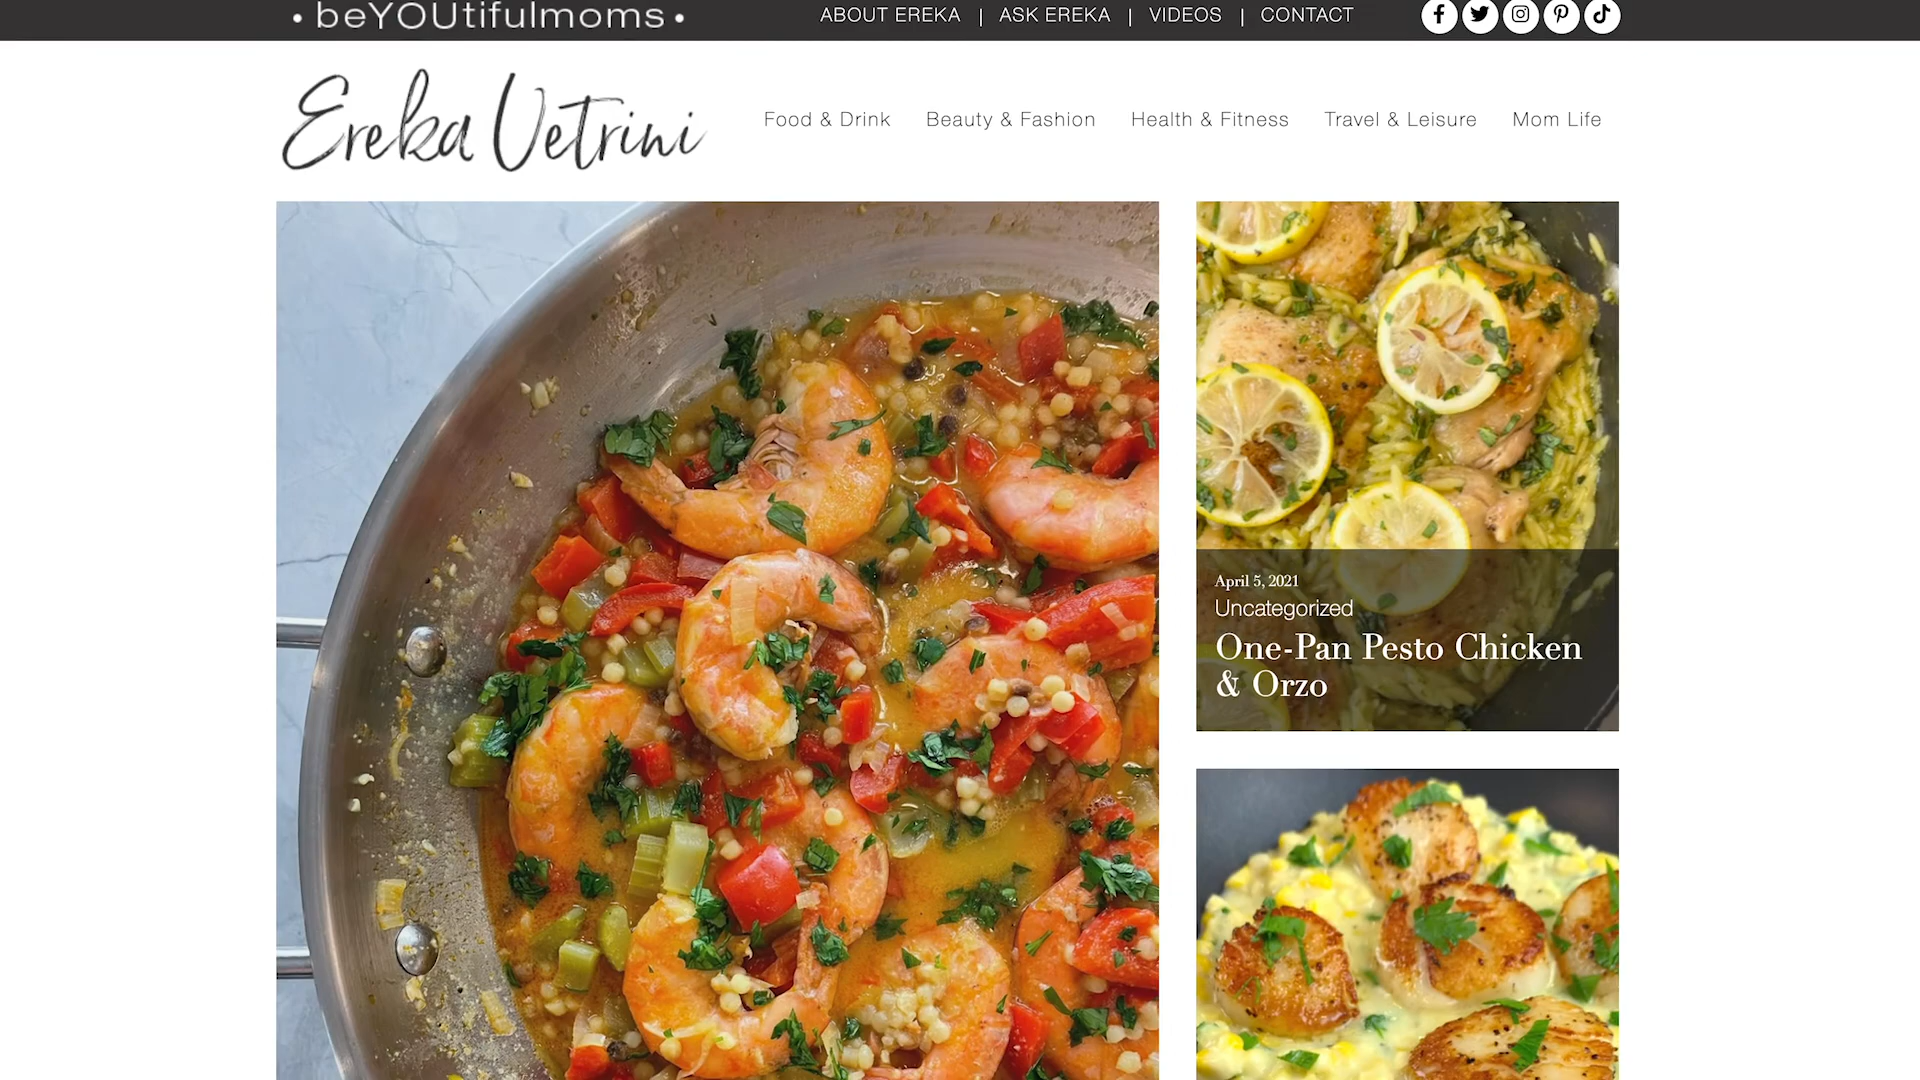 • beYOUtifulmoms •
ABOUT EREKA | ASK EREKA | VIDEOS | CONTACT
Ereka Vetrini
Food & Drink
Beauty & Fashion
Health & Fitness
Travel & Leisure
Mom Life
April 5, 2021
Uncategorized
One-Pan Pesto Chicken
& Orzo